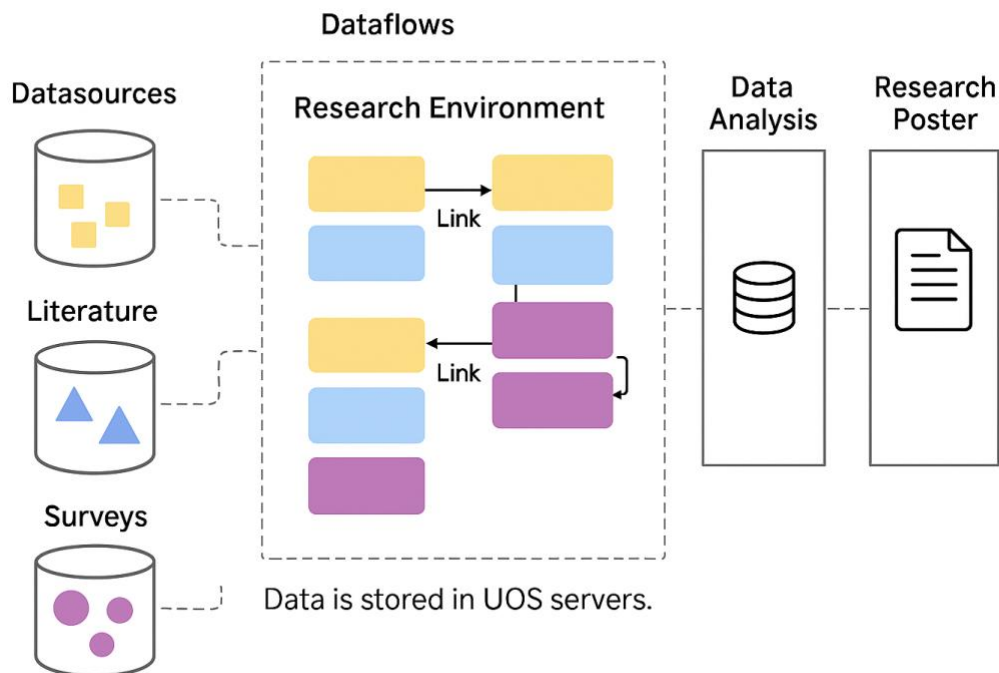 Dataflows
Datasources
Research Environment
Data
Analysis
Research
Poster
Link
Literature
Link
Surveys
Data is stored in UOS servers.